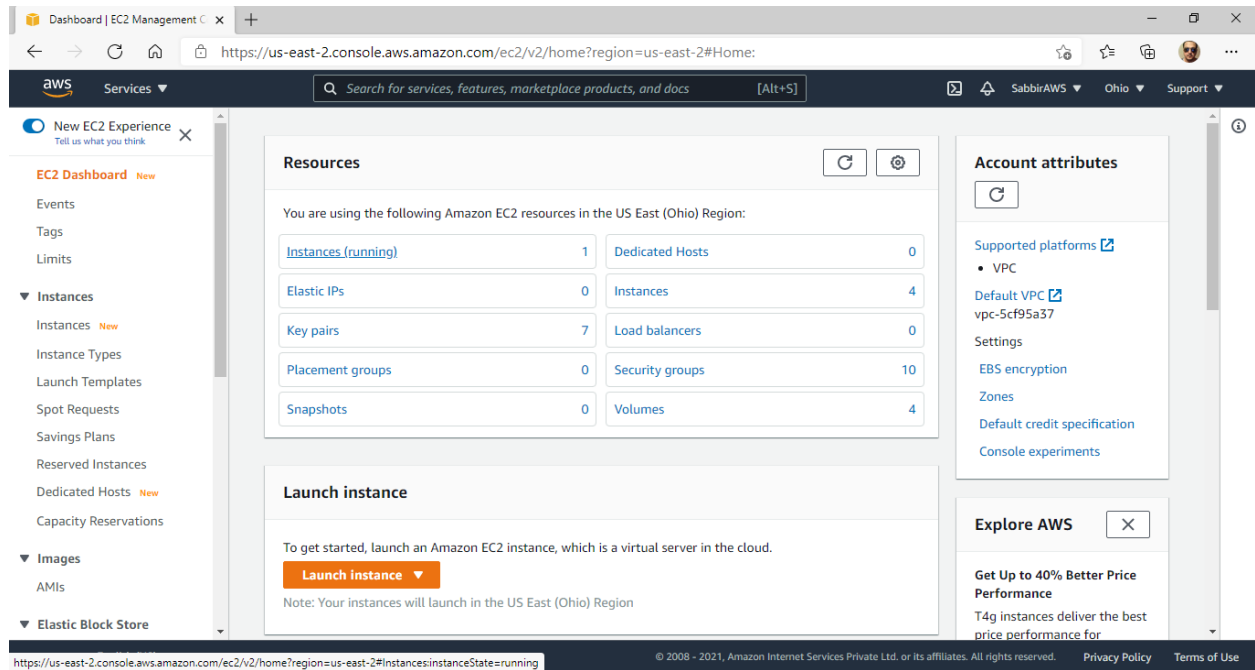 Dashboard | EC2 Management C
https://us-east-2.console.aws.amazon.com/ec2/v2/home?region=us-east-2#Home:
aws
Services
Search for services, features, marketplace products, and docs
[Alt+S]
SabbirAWS
Ohio
Support
New EC2 Experience
Tell us what you think
EC2 Dashboard New
Events
Tags
Limits
Instances
Instances New
Instance Types
Launch Templates
Spot Requests
Savings Plans
Reserved Instances
Dedicated Hosts New
Capacity Reservations
Images
AMIs
Elastic Block Store
Resources
You are using the following Amazon EC2 resources in the US East (Ohio) Region:
Instances (running) 1
Dedicated Hosts 0
Elastic IPs 0
Instances 4
Key pairs 7
Load balancers 0
Placement groups 0
Security groups 10
Snapshots 0
Volumes 4
Launch instance
To get started, launch an Amazon EC2 instance, which is a virtual server in the cloud.
Launch instance
Note: Your instances will launch in the US East (Ohio) Region
Account attributes
Supported platforms
• VPC
Default VPC
vpc-5cf95a37
Settings
EBS encryption
Zones
Default credit specification
Console experiments
Explore AWS
Get Up to 40% Better Price
Performance
T4g instances deliver the best
price performance for
https://us-east-2.console.aws.amazon.com/ec2/v2/home?region=us-east-2#Instances:instanceState=running
© 2008 - 2021, Amazon Internet Services Private Ltd. or its affiliates. All rights reserved.
Privacy Policy
Terms of Use